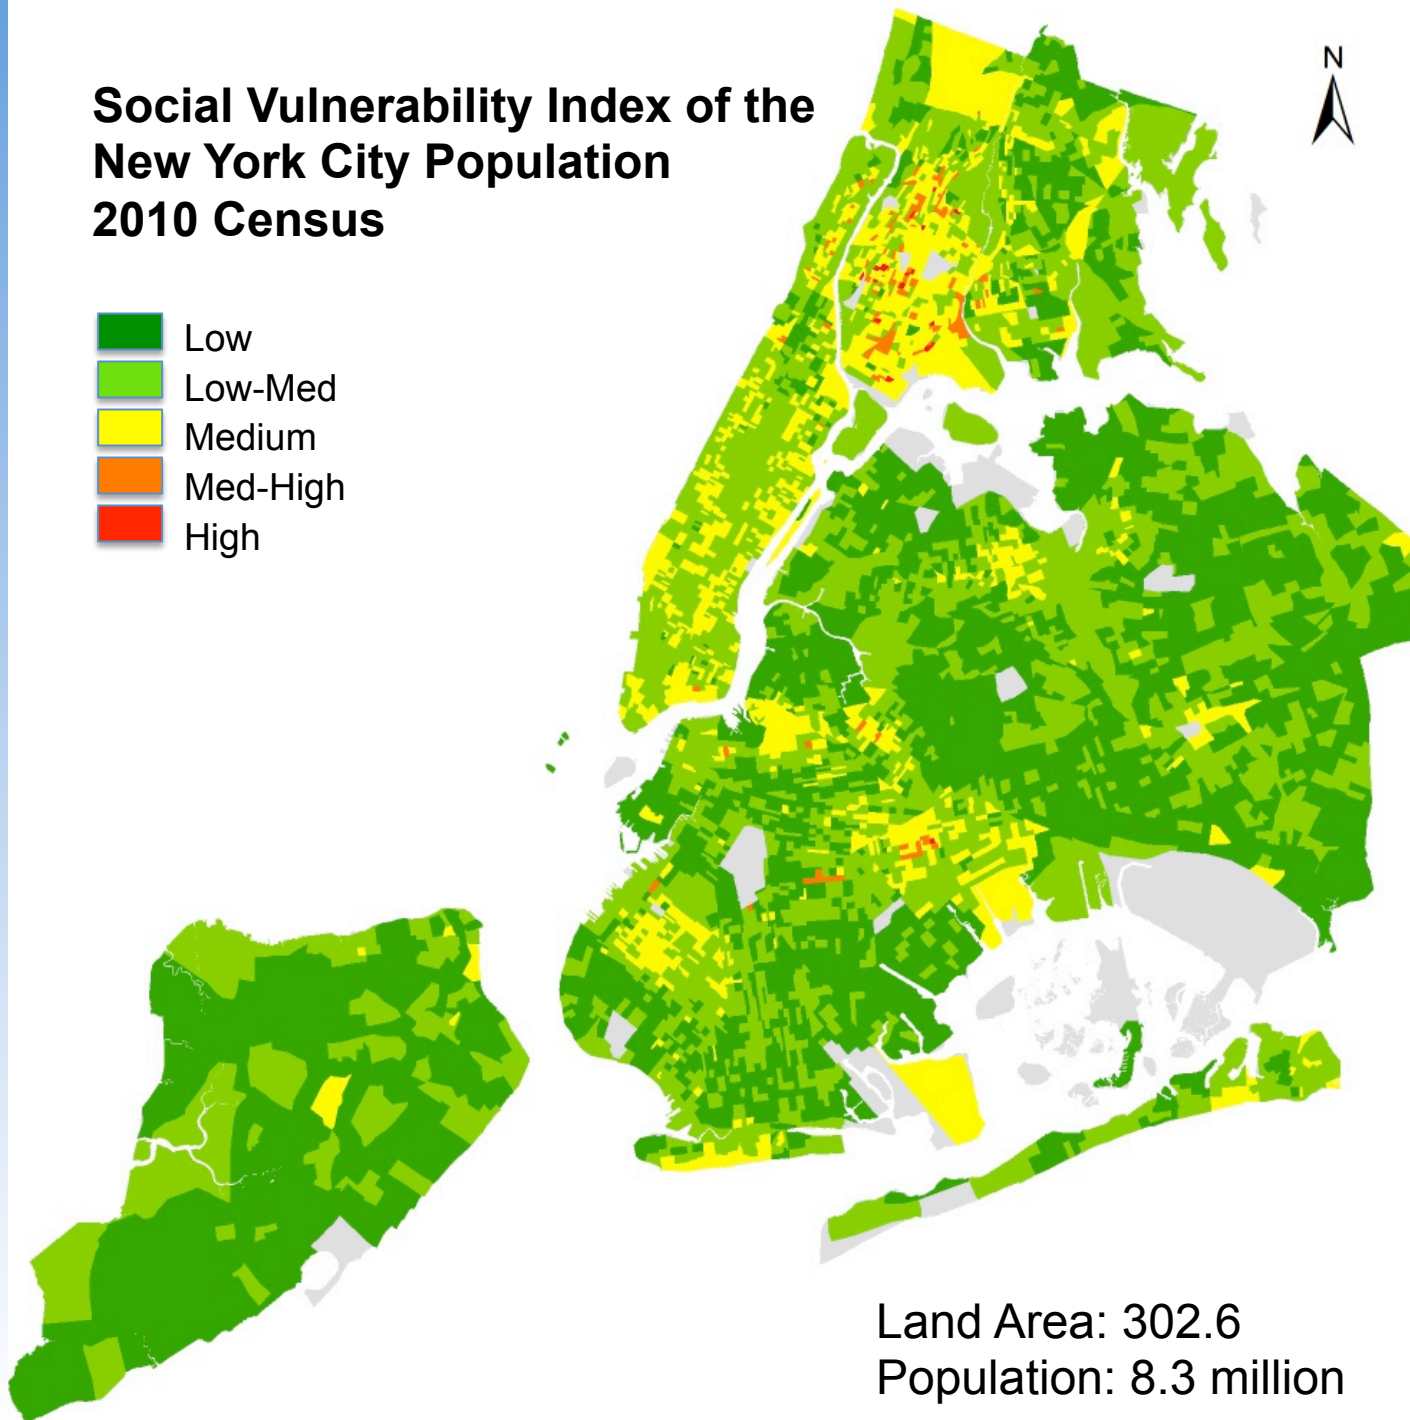 Social Vulnerability Index of the
New York City Population
2010 Census
N
Low
Low-Med
Medium
Med-High
High
Land Area: 302.6
Population: 8.3 million